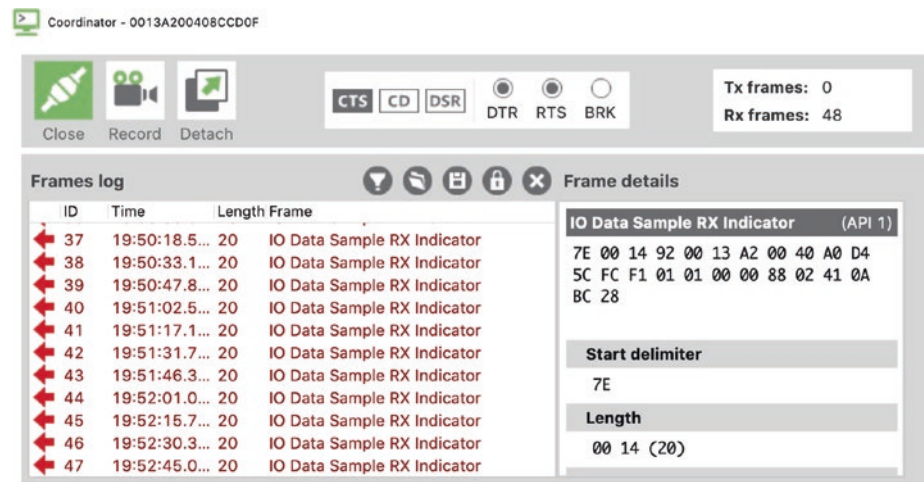 Coordinator - 0013A200408CCD0F
Close Record Detach
CTS CD DSR
DTR RTS BRK
Tx frames: 0
Rx frames: 48
Frames log
ID Time Length Frame
37 19:50:18.5... 20 IO Data Sample RX Indicator
38 19:50:33.1... 20 IO Data Sample RX Indicator
39 19:50:47.8... 20 IO Data Sample RX Indicator
40 19:51:02.5... 20 IO Data Sample RX Indicator
41 19:51:17.1... 20 IO Data Sample RX Indicator
42 19:51:31.7... 20 IO Data Sample RX Indicator
43 19:51:46.3... 20 IO Data Sample RX Indicator
44 19:52:01.0... 20 IO Data Sample RX Indicator
45 19:52:15.7... 20 IO Data Sample RX Indicator
46 19:52:30.3... 20 IO Data Sample RX Indicator
47 19:52:45.0... 20 IO Data Sample RX Indicator
Frame details
IO Data Sample RX Indicator (API 1)
7E 00 14 92 00 13 A2 00 40 A0 D4
5C FC F1 01 01 00 00 88 02 41 0A
BC 28
Start delimiter
7E
Length
00 14 (20)